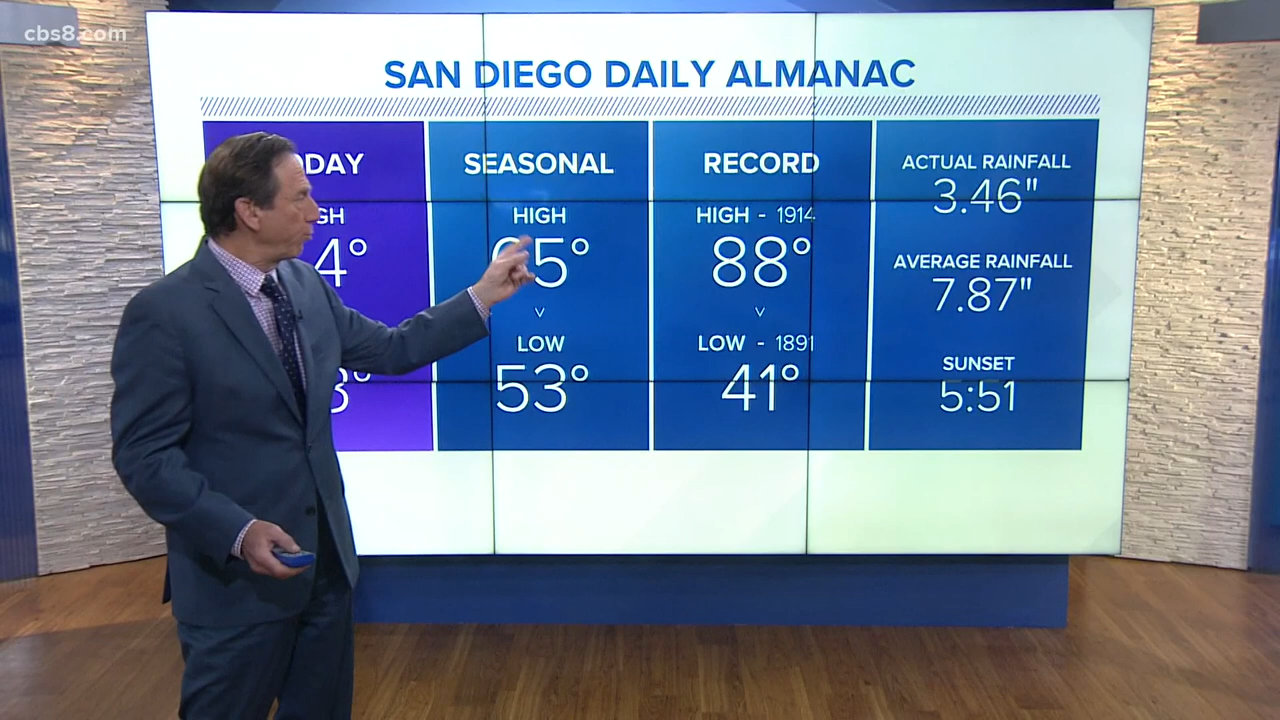 cbs8.com
SAN DIEGO DAILY ALMANAC
SEASONAL
HIGH
LOW
53°
RECORD
HIGH - 1914
88°
LOW - 1891
41°
ACTUAL RAINFALL
3.46"
AVERAGE RAINFALL
7.87"
SUNSET
5:51